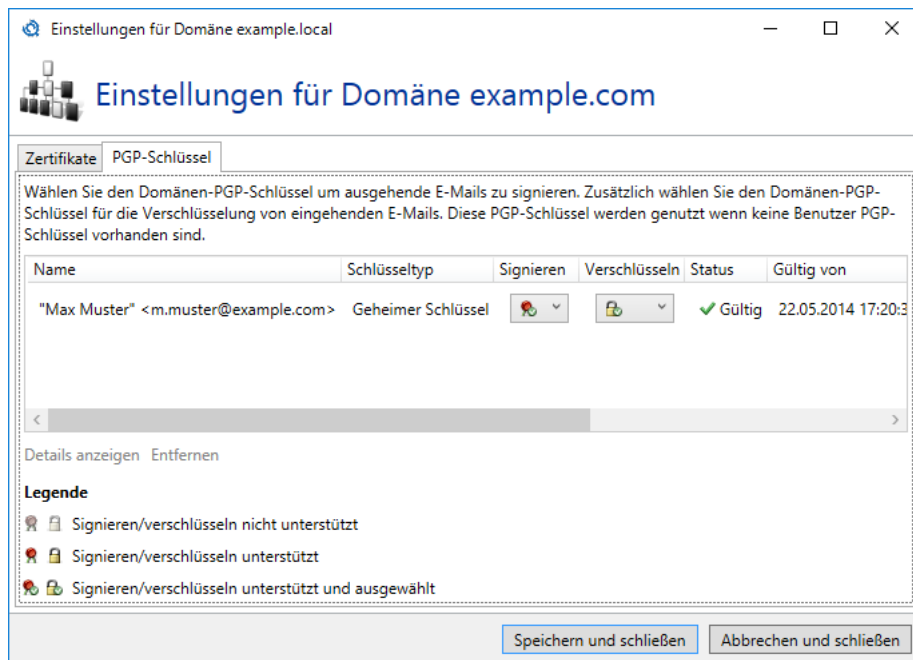 Einstellungen für Domäne example.local
Einstellungen für Domäne example.com
Zertifikate PGP-Schlüssel
Wählen Sie den Domänen-PGP-Schlüssel um ausgehende E-Mails zu signieren. Zusätzlich wählen Sie den Domänen-PGP-
Schlüssel für die Verschlüsselung von eingehenden E-Mails. Diese PGP-Schlüssel werden genutzt wenn keine Benutzer PGP-
Schlüssel vorhanden sind.
Name Schlüsseltyp Signieren Verschlüsseln Status Gültig von
"Max Muster" <m.muster@example.com> Geheimer Schlüssel Gültig 22.05.2014 17:20:3
Details anzeigen Entfernen
Legende
Signieren/verschlüsseln nicht unterstützt
Signieren/verschlüsseln unterstützt
Signieren/verschlüsseln unterstützt und ausgewählt
Speichern und schließen Abbrechen und schließen